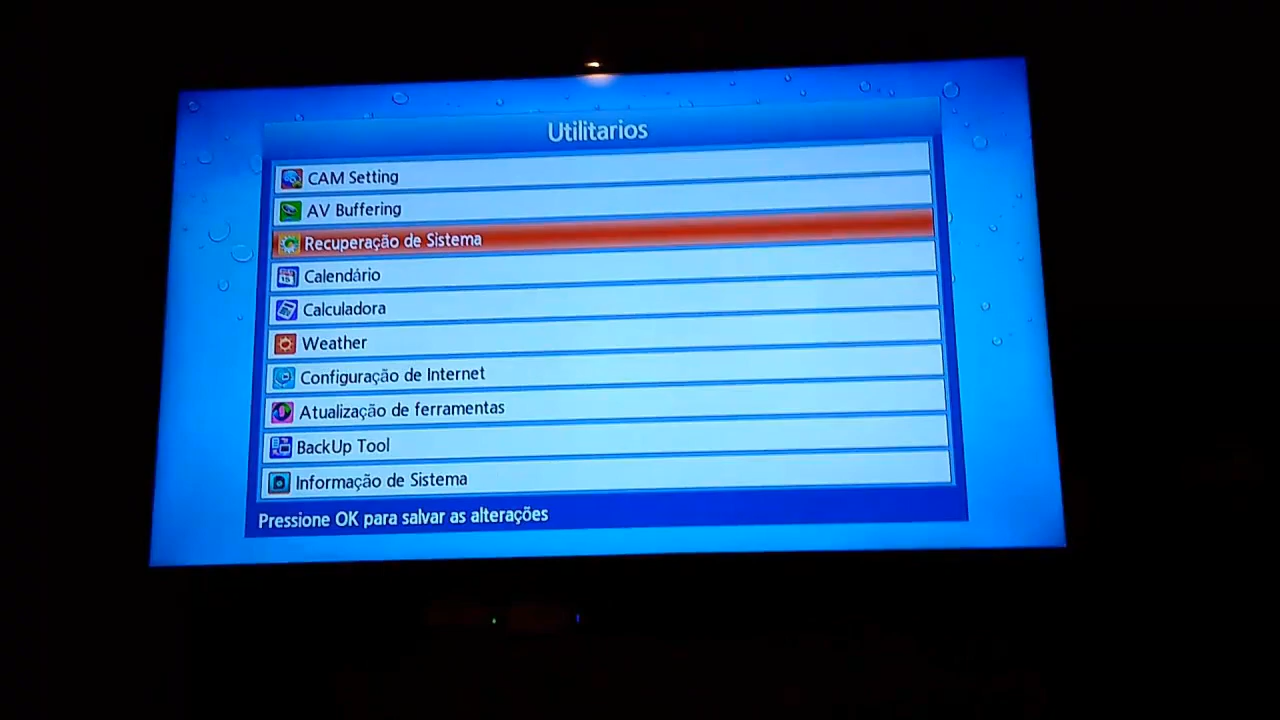 Utilitarios
CAM Setting
AV Buffering
Recuperação de Sistema
Calendário
Calculadora
Weather
Configuração de Internet
Atualização de ferramentas
BackUp Tool
Informação de Sistema
Pressione OK para salvar as alterações